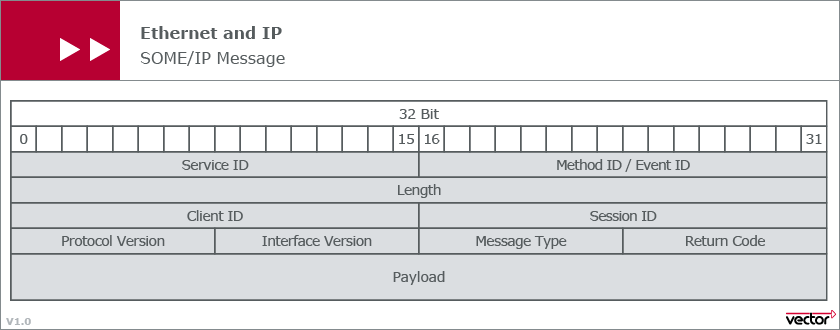 Ethernet and IP
SOME/IP Message
32 Bit
0 15 16 31
Service ID Method ID / Event ID
Length
Client ID Session ID
Protocol Version Interface Version Message Type Return Code
Payload
V1.0 vector